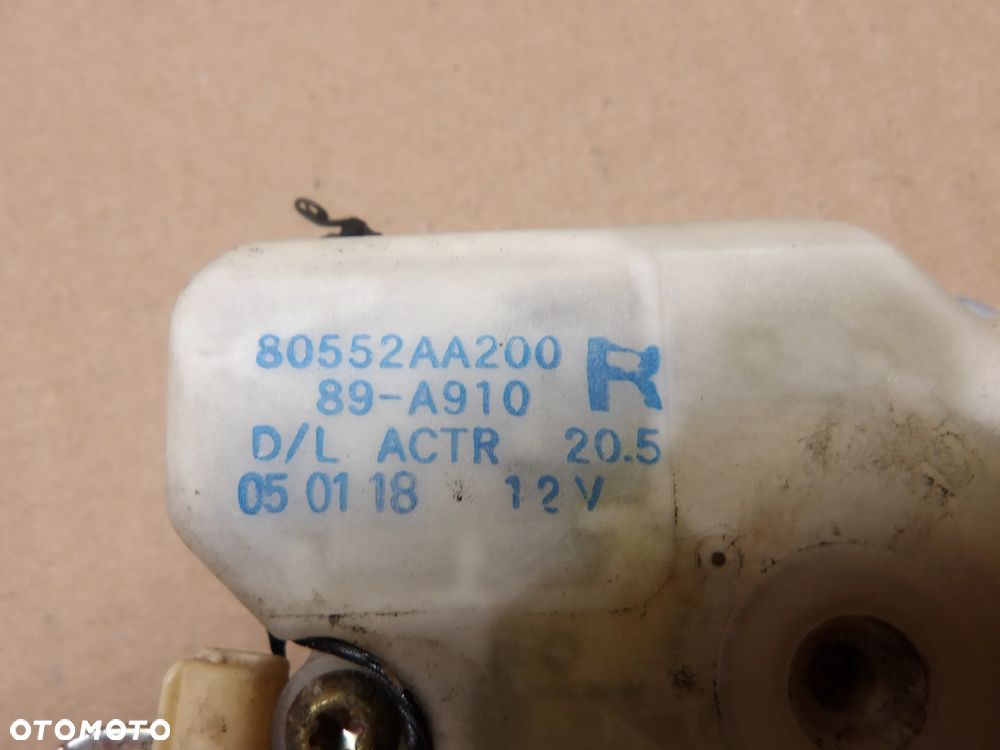 80552AA200 R
89-A910
D/L ACTR 20.5
05 01 18 12V
OTOMOTO